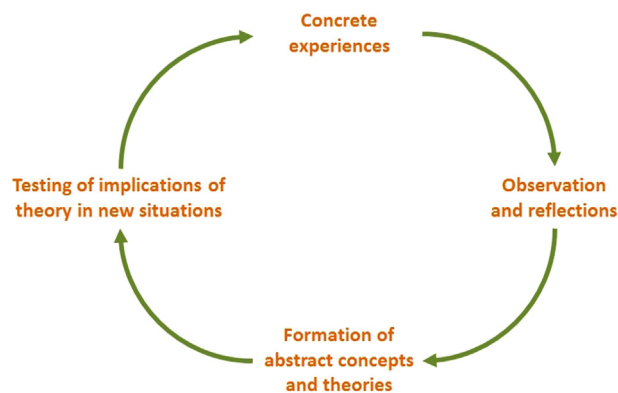 Concrete
experiences
Observation
and reflections
Formation of
abstract concepts
and theories
Testing of implications of
theory in new situations